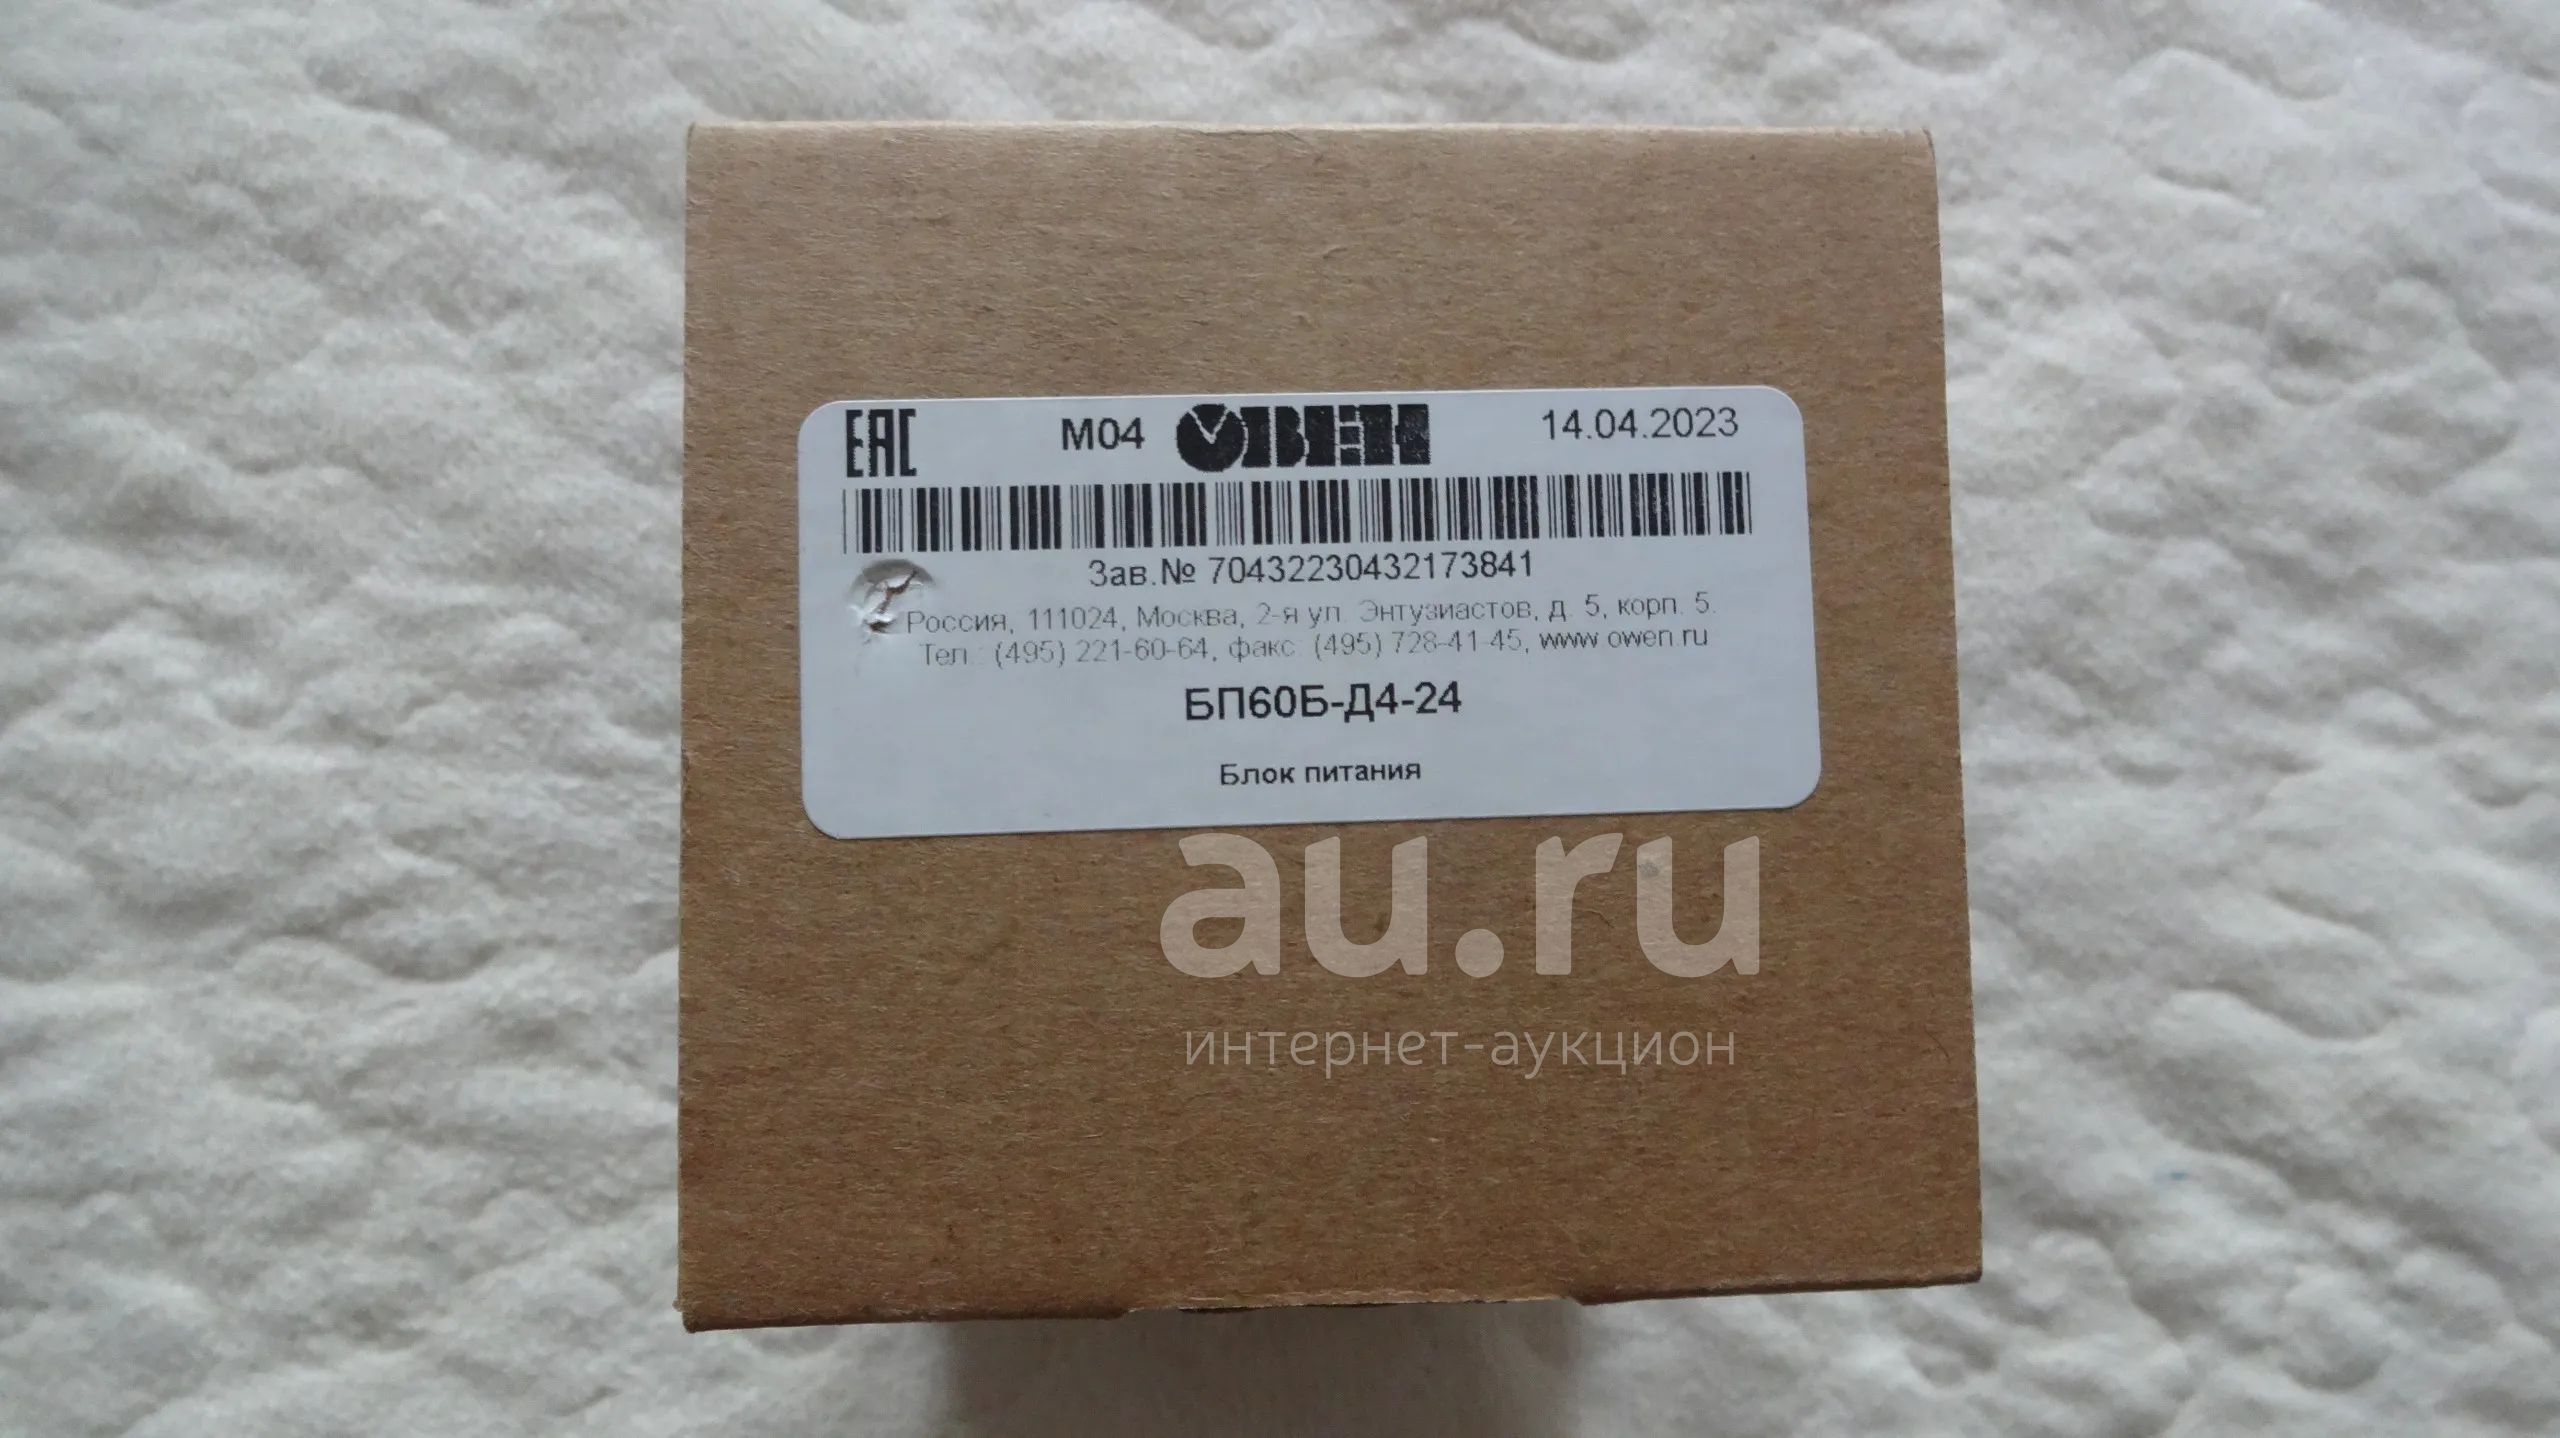 EAC М04 ОВЕН 14.04.2023
Зав.№ 70432230432173841
Россия, 111024, Москва, 2-я ул. Энтузиастов, д. 5, корп. 5.
Тел.: (495) 221-60-64, факс: (495) 728-41-45, www.owen.ru
БП60Б-Д4-24
Блок питания
au.ru
интернет-аукцион